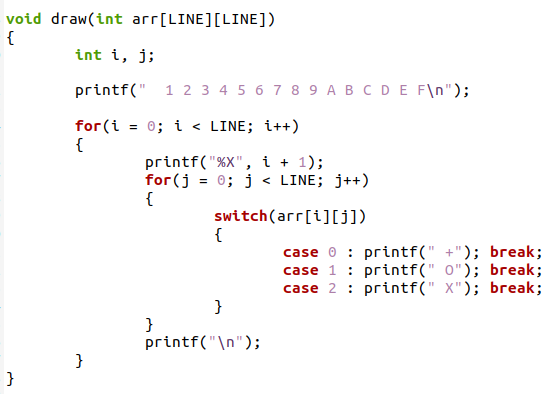 void draw(int arr[LINE][LINE])
{
        int i, j;

        printf("  1 2 3 4 5 6 7 8 9 A B C D E F\n");

        for(i = 0; i < LINE; i++)
        {
                printf("%X", i + 1);
                for(j = 0; j < LINE; j++)
                {
                        switch(arr[i][j])
                        {
                                case 0 : printf(" +"); break;
                                case 1 : printf(" O"); break;
                                case 2 : printf(" X"); break;
                        }
                }
                printf("\n");
        }
}